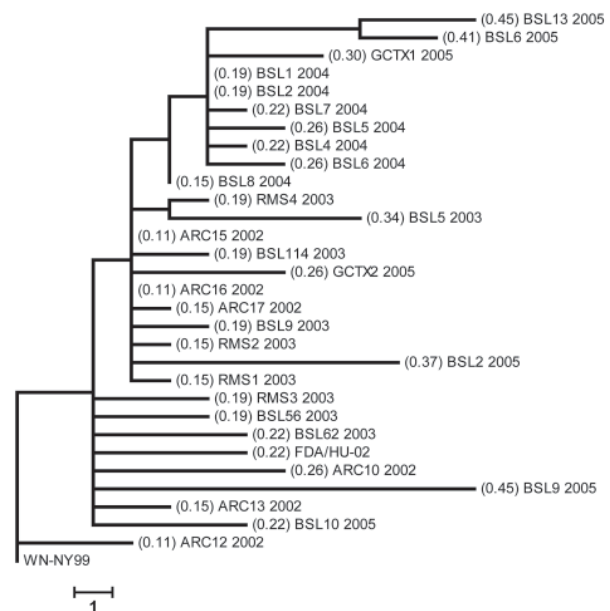 (0.45) BSL13 2005
(0.41) BSL6 2005
(0.30) GCTX1 2005
(0.19) BSL1 2004
(0.19) BSL2 2004
(0.22) BSL7 2004
(0.26) BSL5 2004
(0.22) BSL4 2004
(0.26) BSL6 2004
(0.15) BSL8 2004
(0.19) RMS4 2003
(0.34) BSL5 2003
(0.11) ARC15 2002
(0.19) BSL114 2003
(0.26) GCTX2 2005
(0.11) ARC16 2002
(0.15) ARC17 2002
(0.19) BSL9 2003
(0.15) RMS2 2003
(0.37) BSL2 2005
(0.15) RMS1 2003
(0.19) RMS3 2003
(0.19) BSL56 2003
(0.22) BSL62 2003
(0.22) FDA/HU-02
(0.26) ARC10 2002
(0.45) BSL9 2005
(0.15) ARC13 2002
(0.22) BSL10 2005
(0.11) ARC12 2002
WN-NY99
1